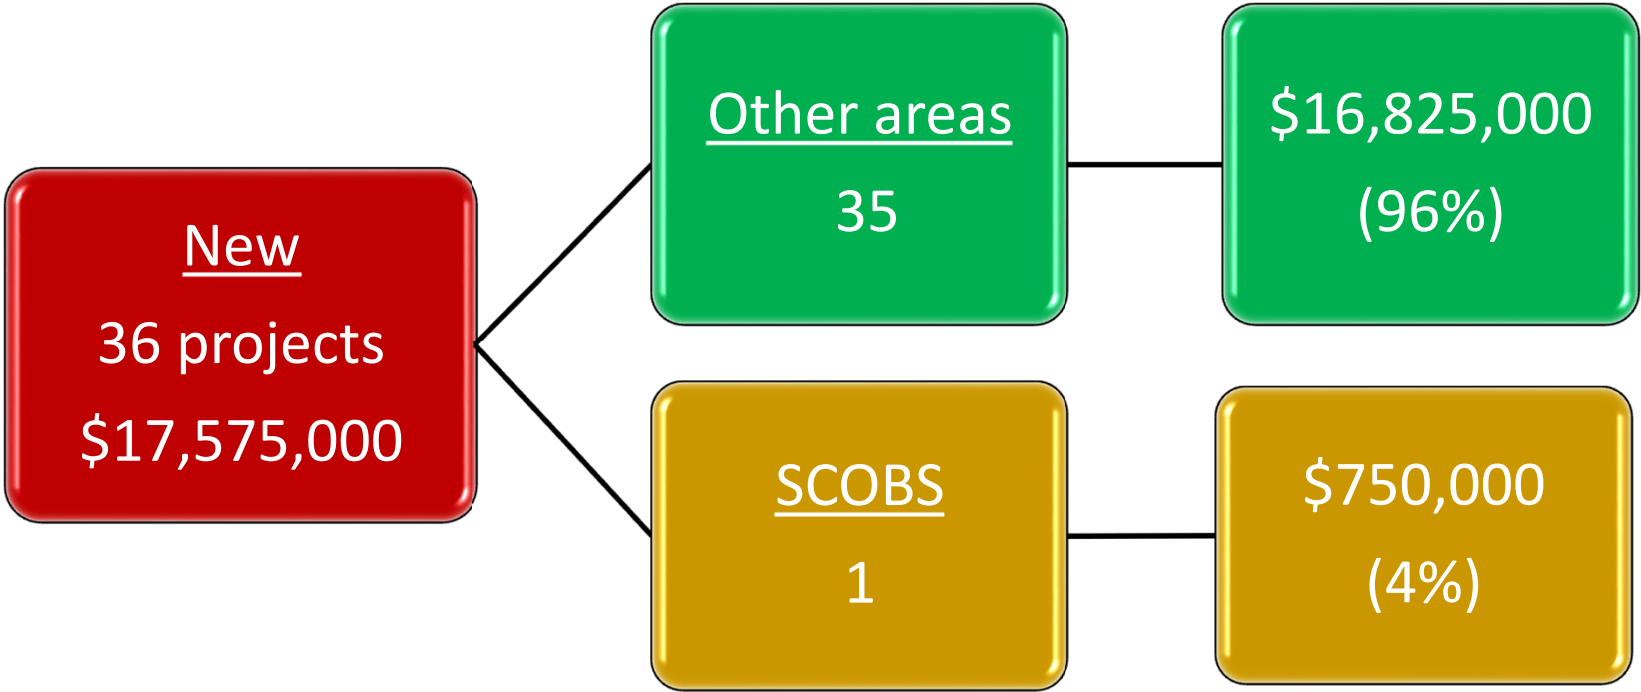 New
36 projects
$17,575,000
Other areas
35
$16,825,000
(96%)
SCOBS
1
$750,000
(4%)